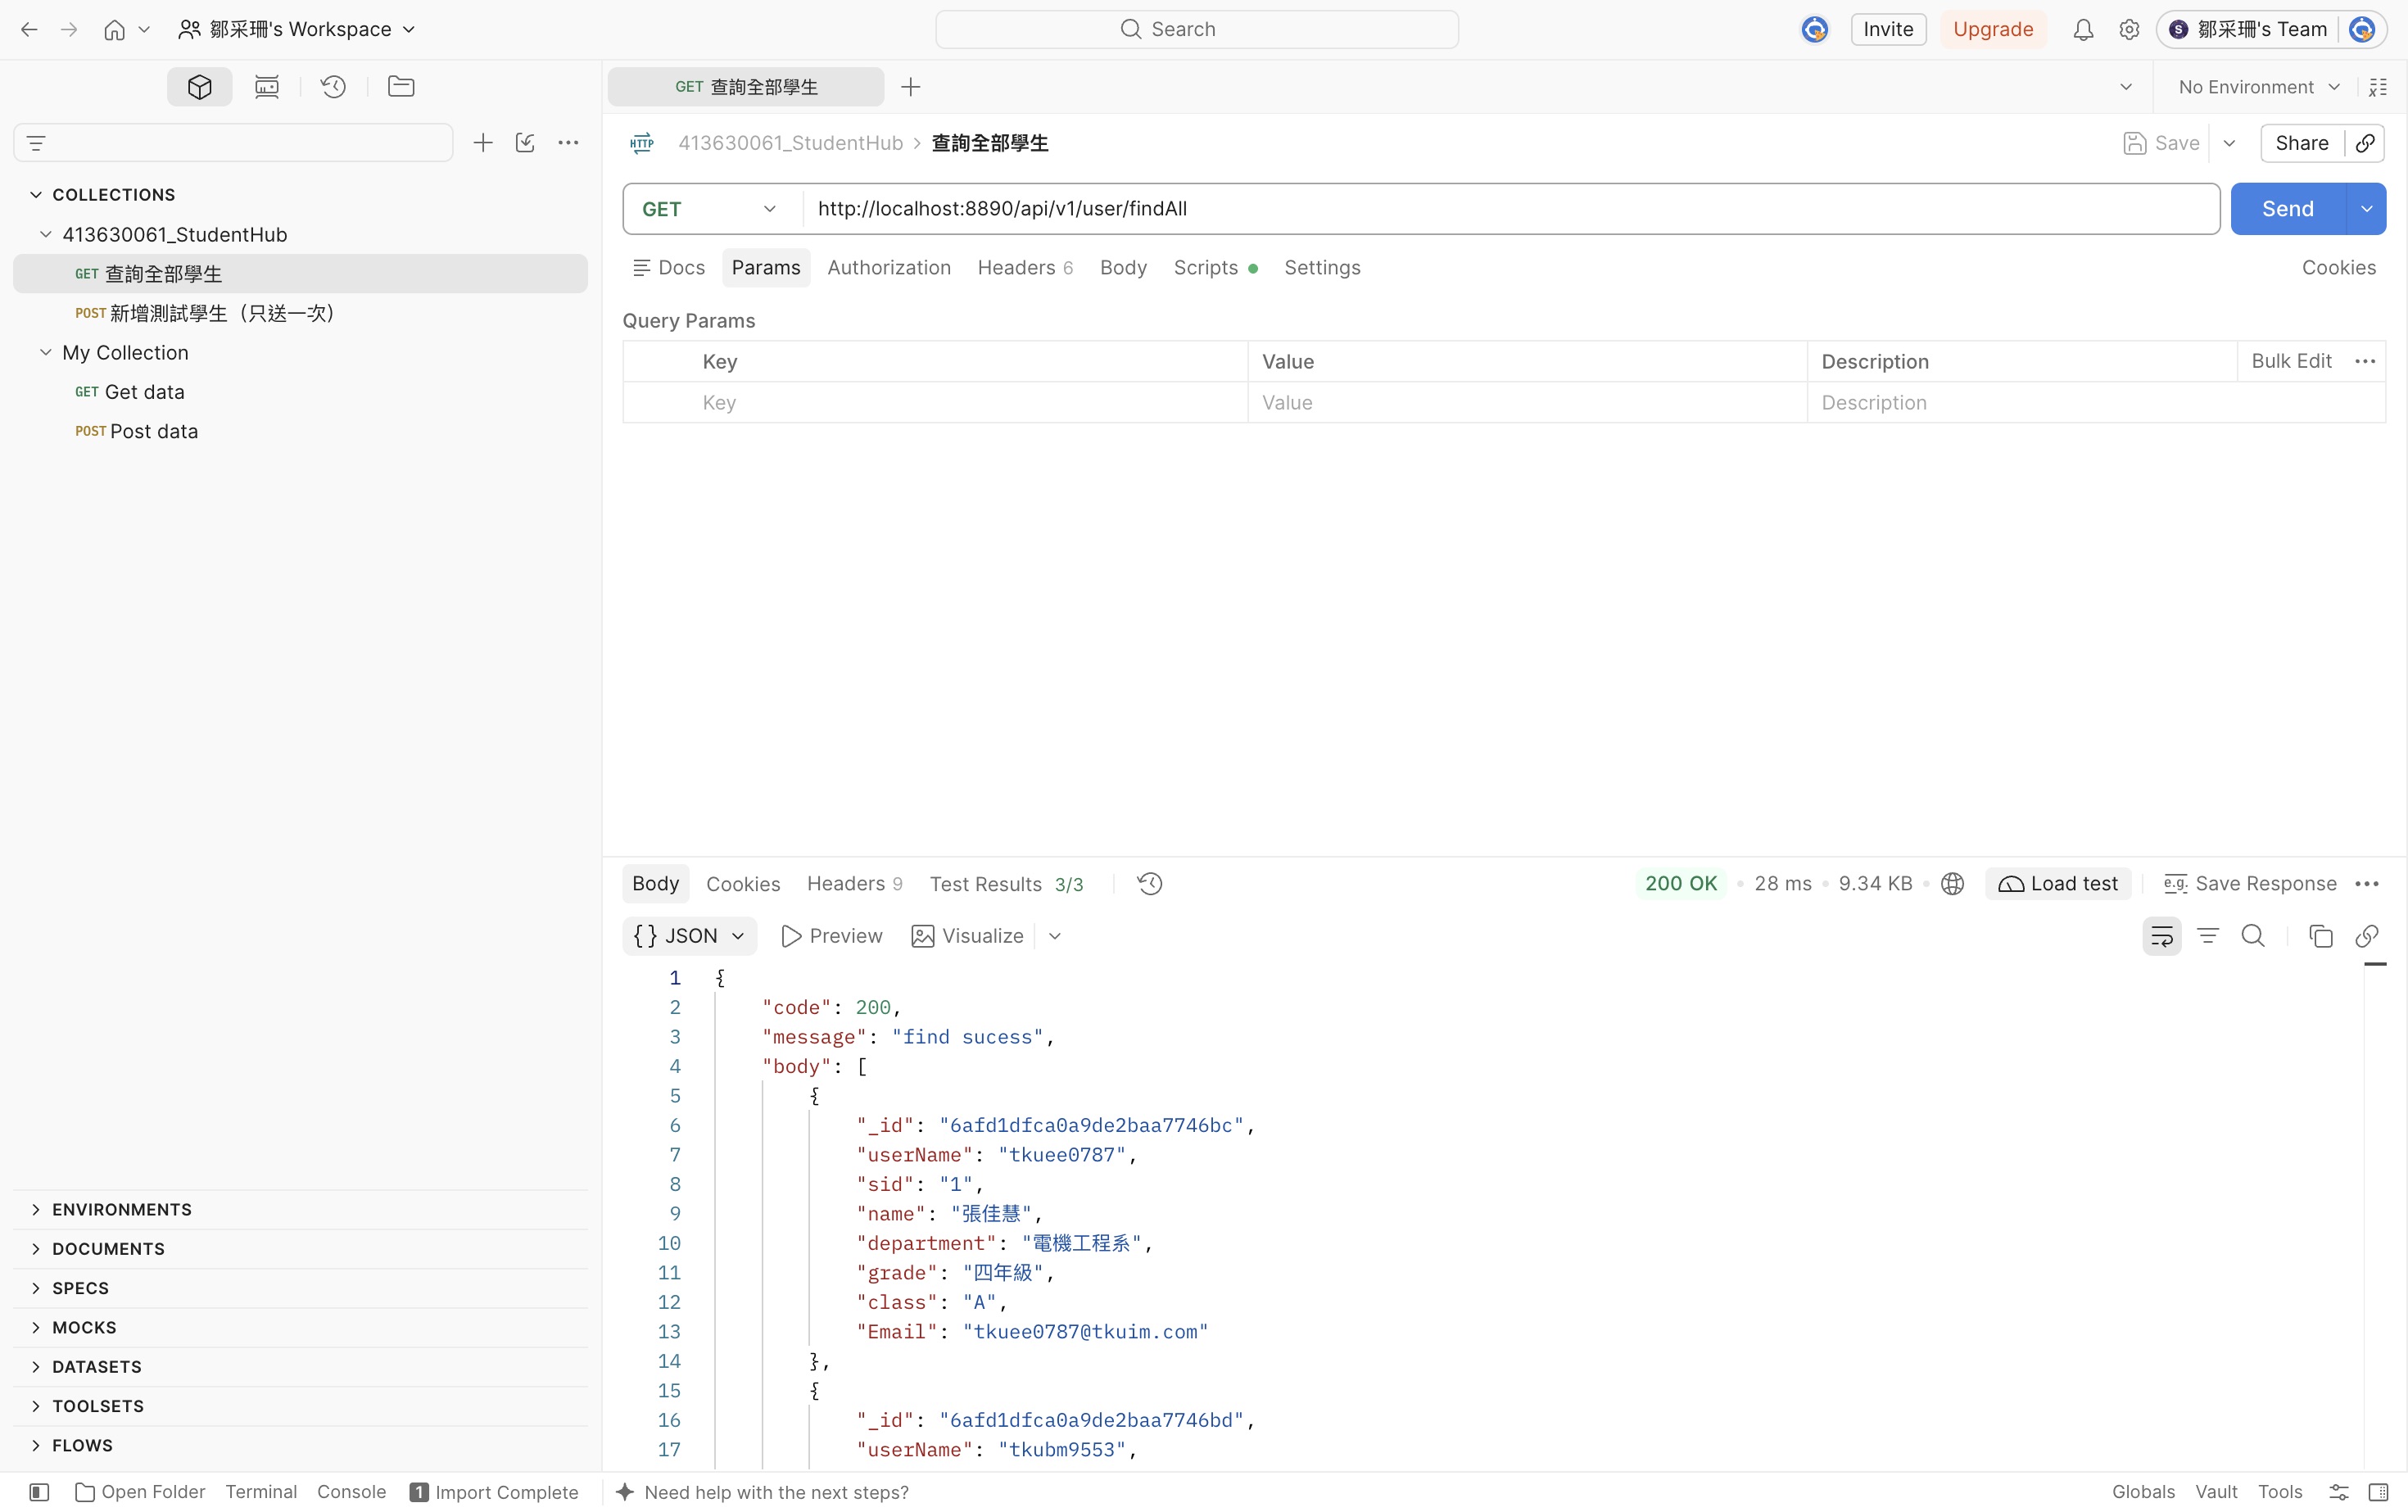 鄒采珊's Workspace
Search
Invite
Upgrade
S
鄒采珊's Team
GET 查詢全部學生
No Environment
HTTP
413630061_StudentHub > 查詢全部學生
Save
Share
COLLECTIONS
413630061_StudentHub
GET 查詢全部學生
POST 新增測試學生（只送一次）
My Collection
GET Get data
POST Post data
GET
http://localhost:8890/api/v1/user/findAll
Send
Docs
Params
Authorization
Headers 6
Body
Scripts
Settings
Cookies
Query Params
Key Value Description Bulk Edit
Key Value Description
Body
Cookies
Headers 9
Test Results 3/3
200 OK
28 ms
9.34 KB
Load test
e.g. Save Response
{} JSON
Preview
Visualize
1 {
2 "code": 200,
3 "message": "find sucess",
4 "body": [
5 {
6 "_id": "6afd1dfca0a9de2baa7746bc",
7 "userName": "tkuee0787",
8 "sid": "1",
9 "name": "張佳慧",
10 "department": "電機工程系",
11 "grade": "四年級",
12 "class": "A",
13 "Email": "tkuee0787@tkuim.com"
14 },
15 {
16 "_id": "6afd1dfca0a9de2baa7746bd",
17 "userName": "tkubm9553",
ENVIRONMENTS
DOCUMENTS
SPECS
MOCKS
DATASETS
TOOLSETS
FLOWS
Open Folder
Terminal
Console
1 Import Complete
Need help with the next steps?
Globals
Vault
Tools